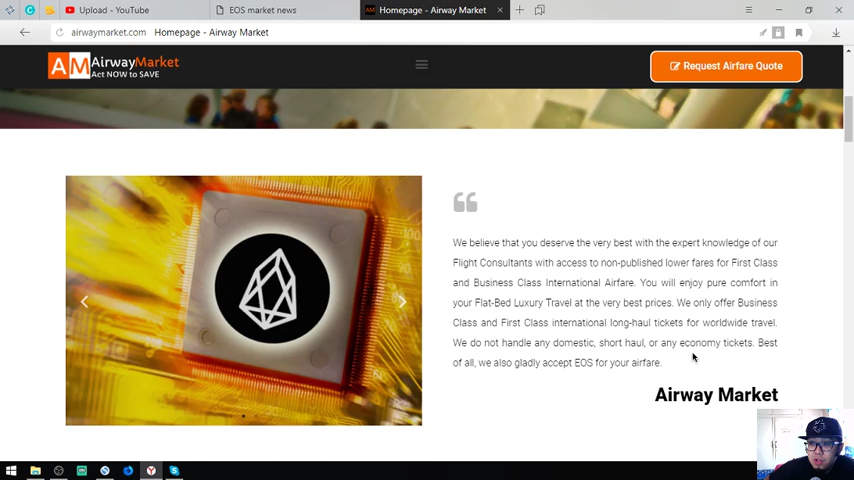 Upload - YouTube
EOS market news
Homepage - Airway Market
airwaymarket.com Homepage - Airway Market
AM AirwayMarket
Act NOW to SAVE
Request Airfare Quote
We believe that you deserve the very best with the expert knowledge of our
Flight Consultants with access to non-published lower fares for First Class
and Business Class International Airfare. You will enjoy pure comfort in
your Flat-Bed Luxury Travel at the very best prices. We only offer Business
Class and First Class international long-haul tickets for worldwide travel.
We do not handle any domestic, short haul, or any economy tickets. Best
of all, we also gladly accept EOS for your airfare.
Airway Market